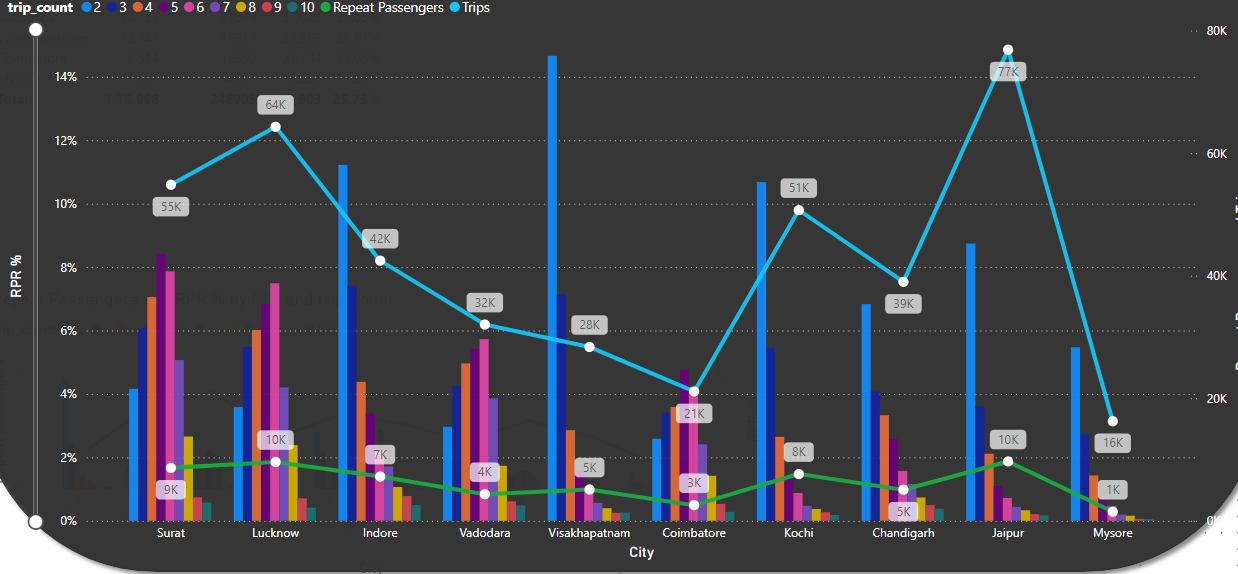 trip_count 2 3 4 5 6 7 8 9 10 Repeat Passengers Trips
80K
14%
77K
64K
12%
60K
51K
10%
55K
42K
8%
40K
39K
RPR %
32K
28K
6%
4%
21K
20K
16K
10K
10K
8K
7K
2%
5K
4K
3K
9K
1K
5K
0%
Surat Lucknow Indore Vadodara Visakhapatnam Coimbatore Kochi Chandigarh Jaipur Mysore
City